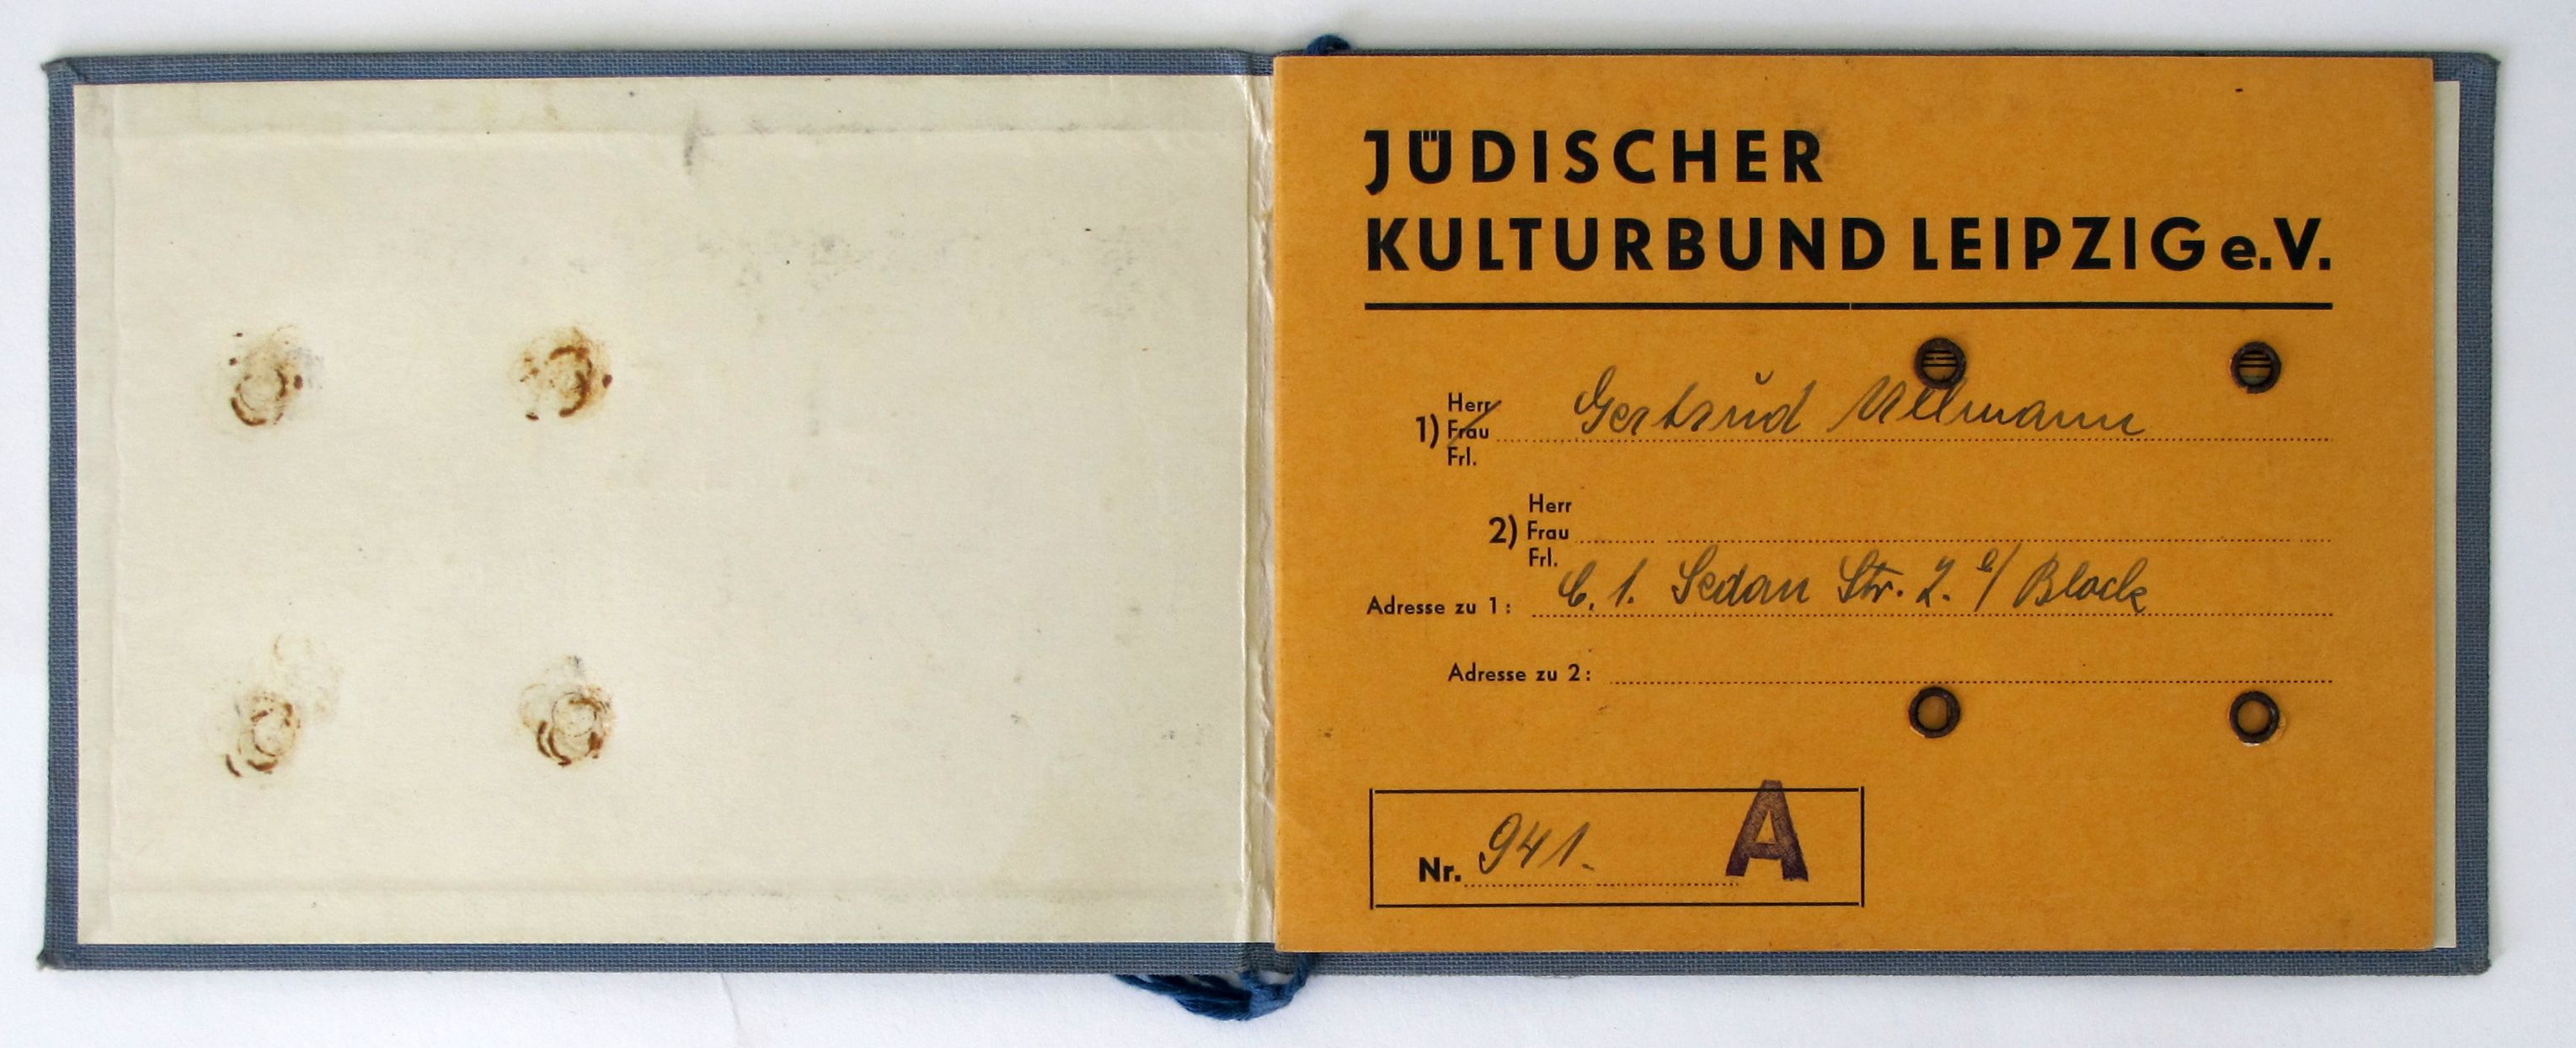 JÜDISCHER
KULTURBUND LEIPZIG e.V.
Herr
1) Frau Gertrud Ullmann
Frl.
Herr
2) Frau
Frl.
Adresse zu 1: C. 1. Sedan Str. 2. e/ Block
Adresse zu 2:
Nr. 941. A